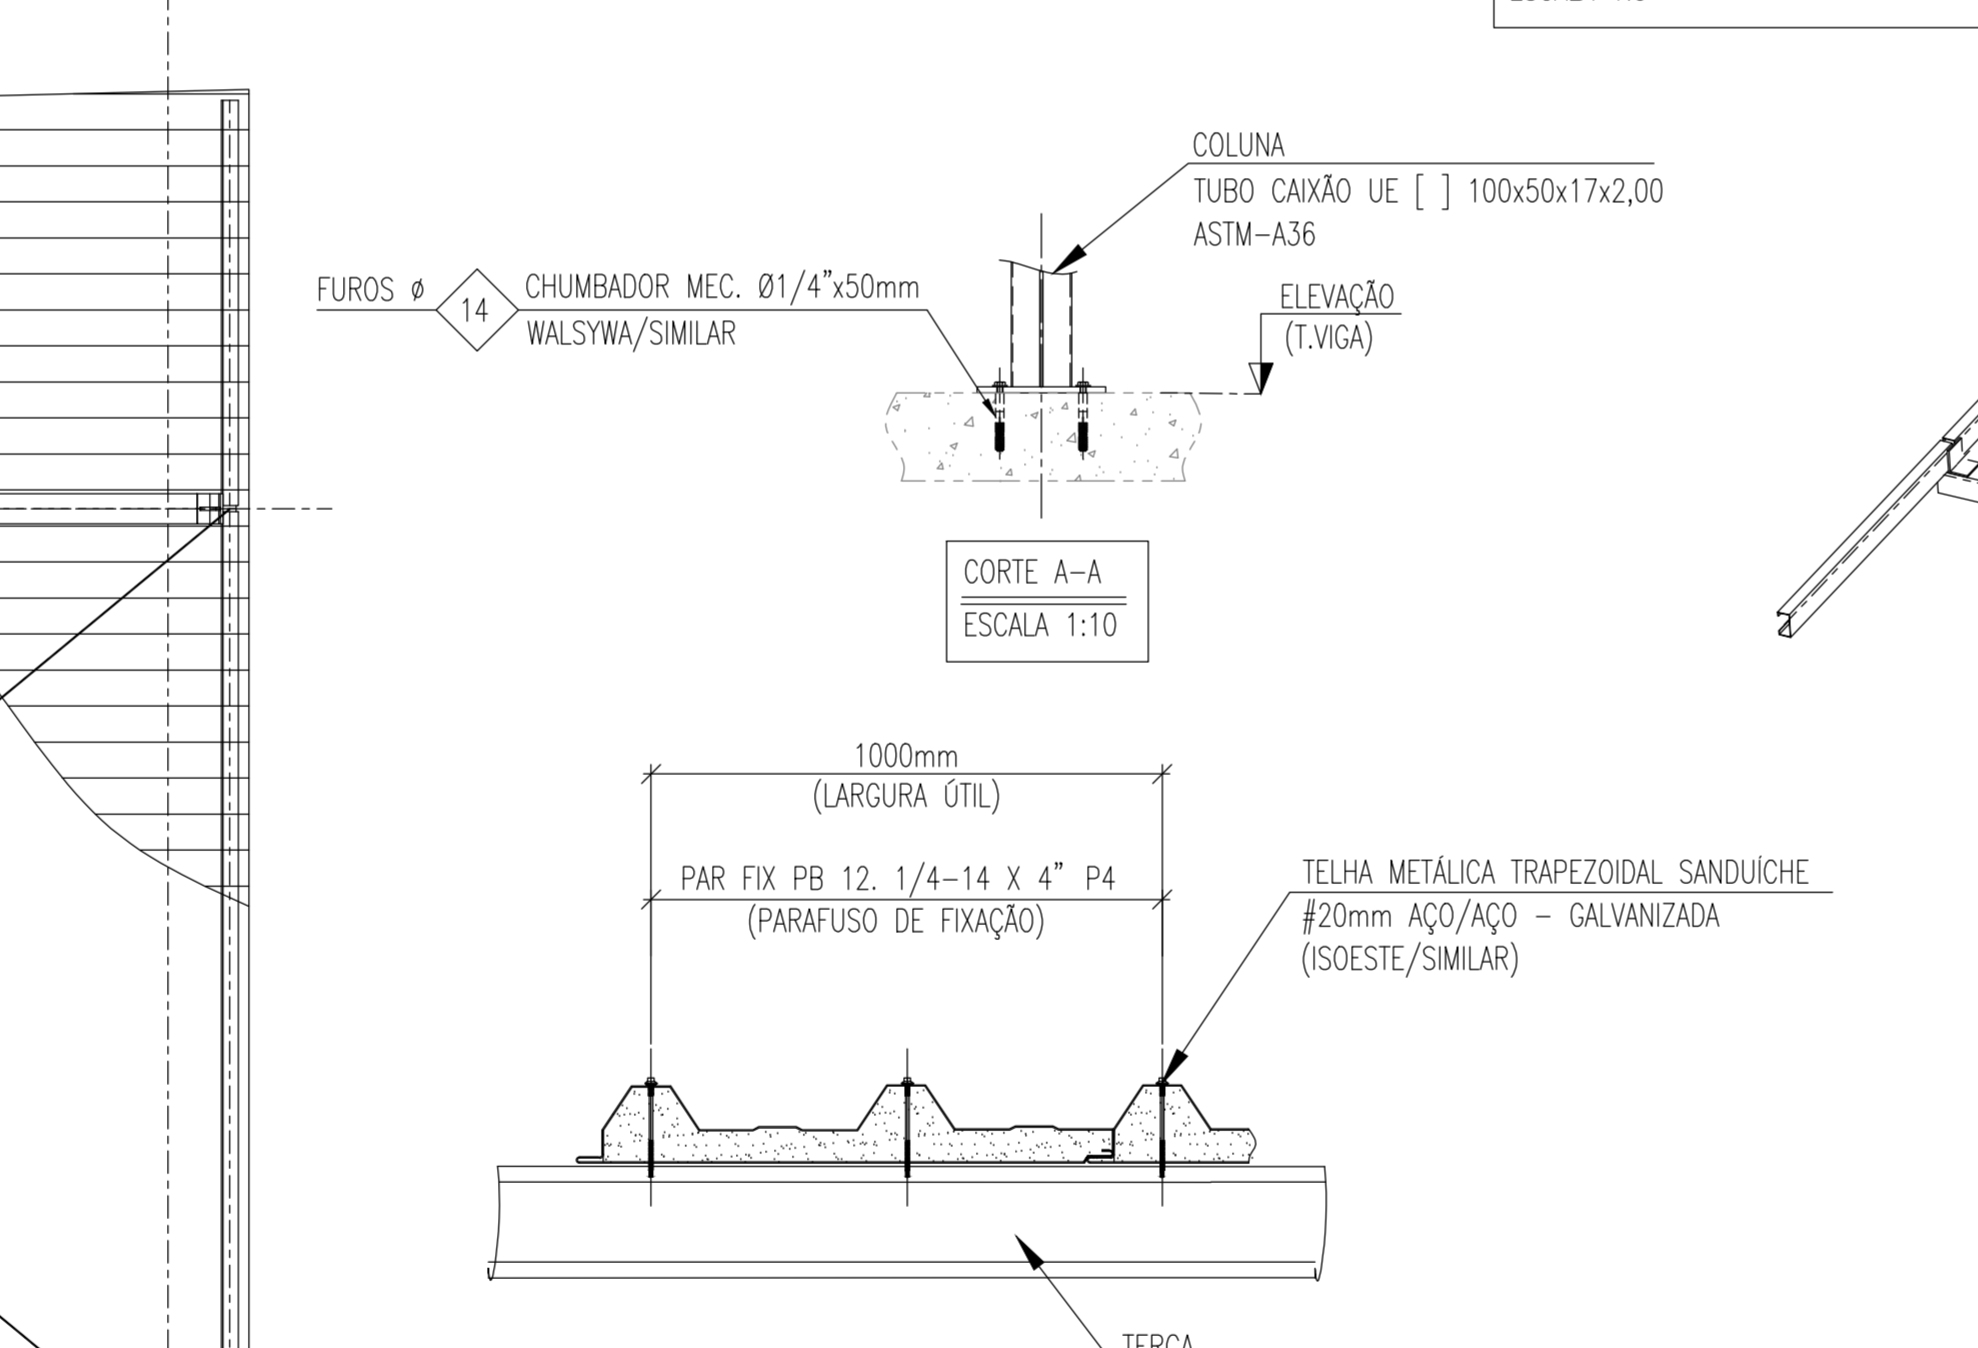 COLUNA
TUBO CAIXÃO UE [ ] 100x50x17x2,00
ASTM-A36
FUROS ø
14
CHUMBADOR MEC. Ø1/4"x50mm
WALSYWA/SIMILAR
ELEVAÇÃO
(T.VIGA)
CORTE A-A
ESCALA 1:10
1000mm
(LARGURA ÚTIL)
PAR FIX PB 12. 1/4-14 X 4" P4
(PARAFUSO DE FIXAÇÃO)
TELHA METÁLICA TRAPEZOIDAL SANDUÍCHE
#20mm AÇO/AÇO - GALVANIZADA
(ISOESTE/SIMILAR)